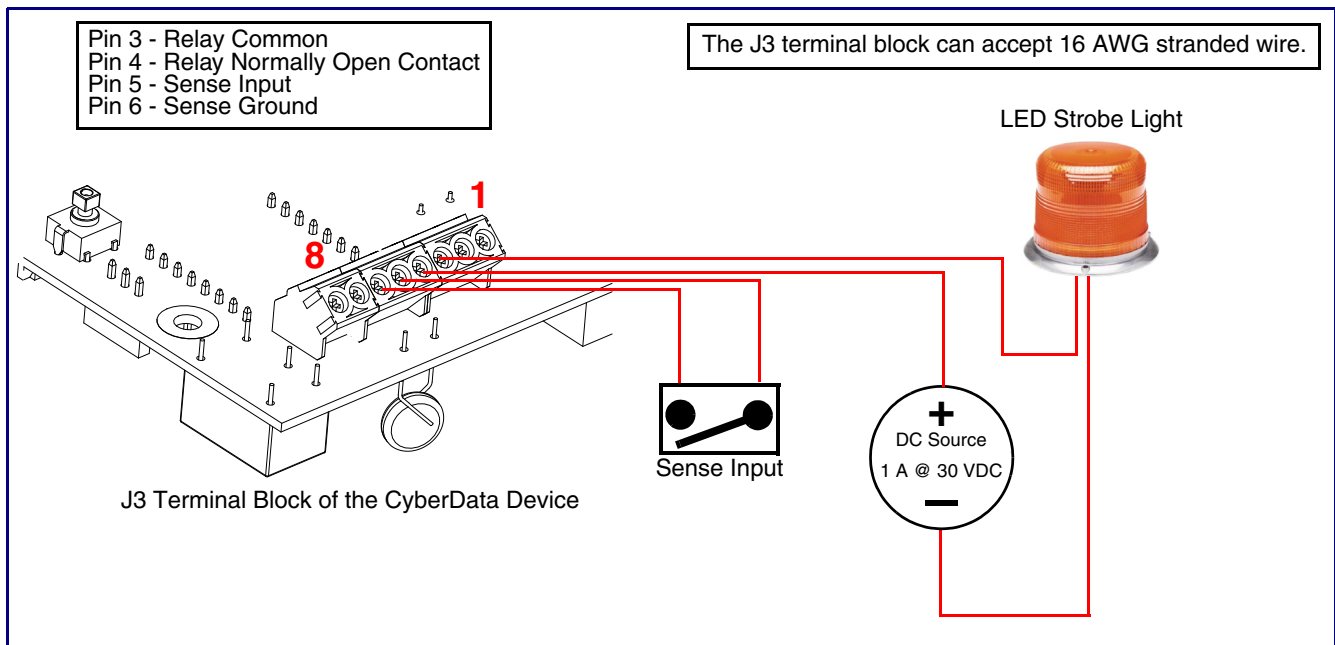 Pin 3 - Relay Common
Pin 4 - Relay Normally Open Contact
Pin 5 - Sense Input
Pin 6 - Sense Ground
The J3 terminal block can accept 16 AWG stranded wire.
LED Strobe Light
1
8
+
DC Source
1 A @ 30 VDC
—
Sense Input
J3 Terminal Block of the CyberData Device